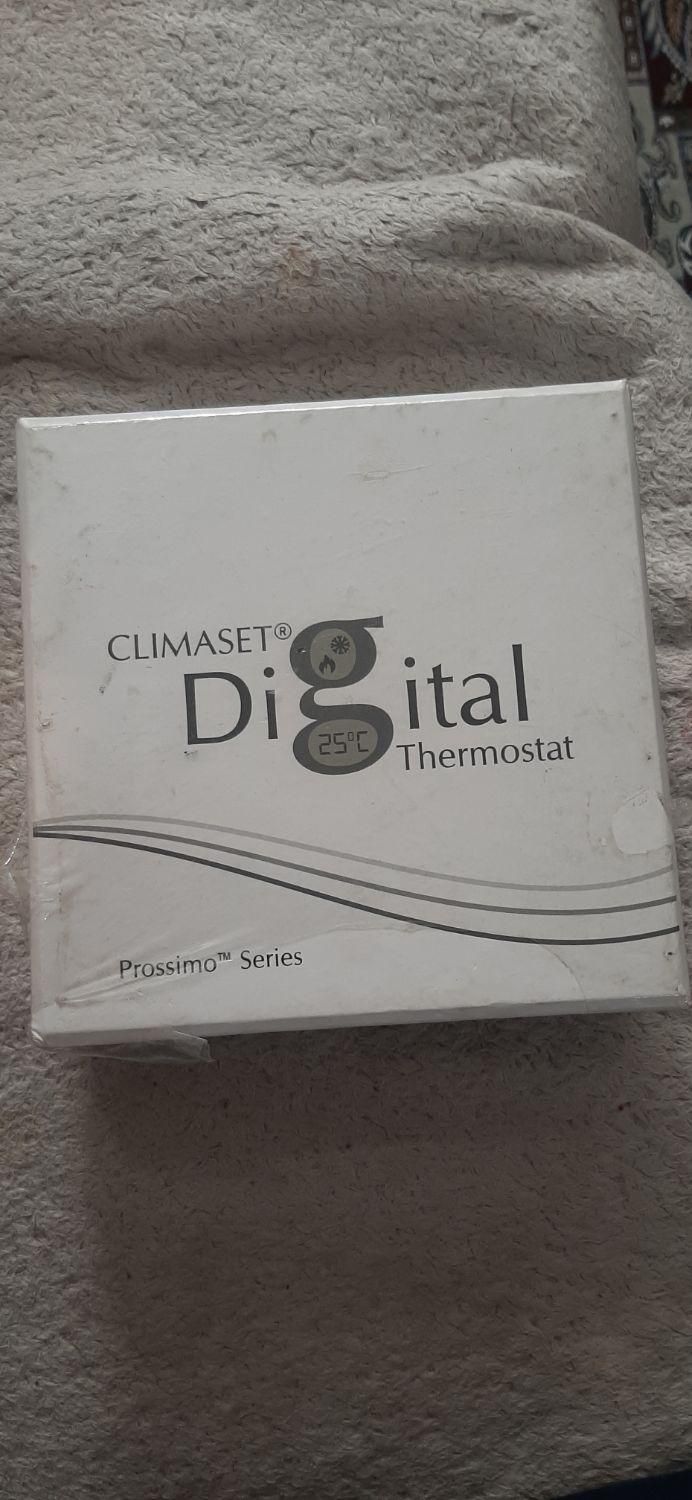 CLIMASET®
Digital
25°C
Thermostat
Prossimo™ Series